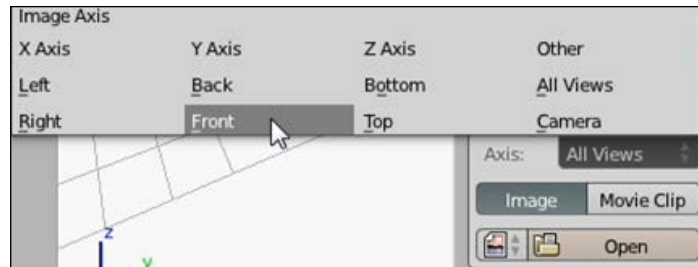 Image Axis
X Axis Y Axis Z Axis Other
Left Back Bottom All Views
Right Front Top Camera
Axis: All Views
Image Movie Clip
Open
z
y